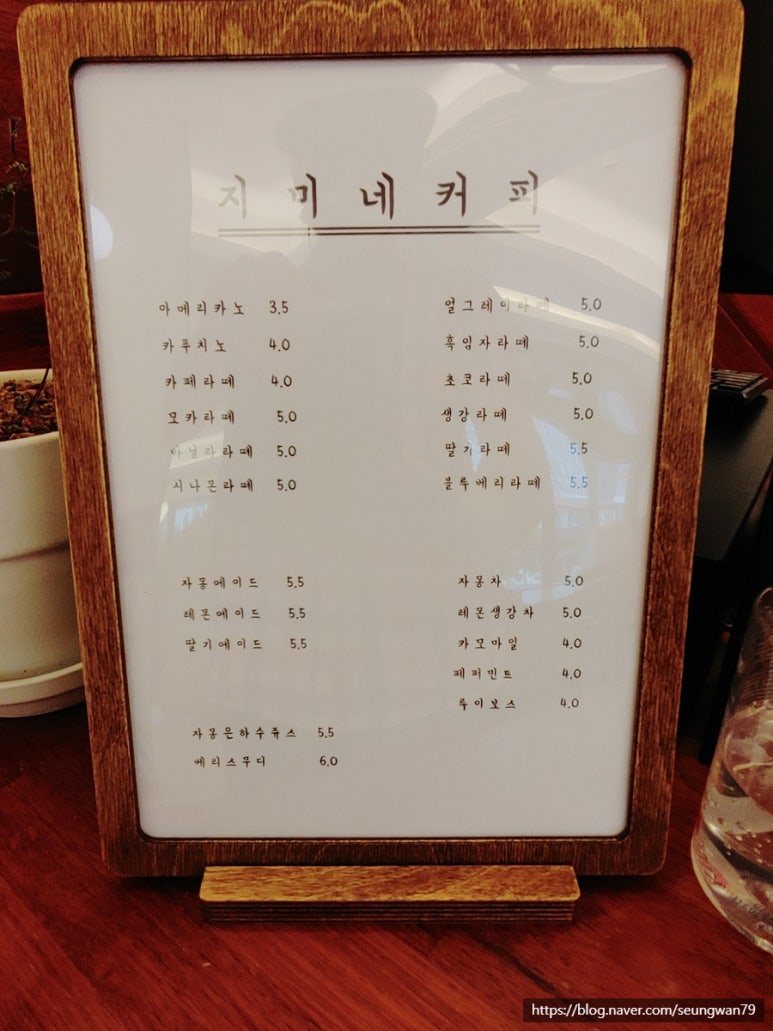 지미네커피
아메리카노 3.5
카푸치노 4.0
카페라떼 4.0
모카라떼 5.0
바닐라라떼 5.0
시나몬라떼 5.0
얼그레이라떼 5.0
흑임자라떼 5.0
초코라떼 5.0
생강라떼 5.0
딸기라떼 5.5
블루베리라떼 5.5
자몽에이드 5.5
레몬에이드 5.5
딸기에이드 5.5
자몽차 5.0
레몬생강차 5.0
카모마일 4.0
페퍼민트 4.0
루이보스 4.0
자몽은하수쥬스 5.5
베리스무디 6.0
https://blog.naver.com/seungwan79